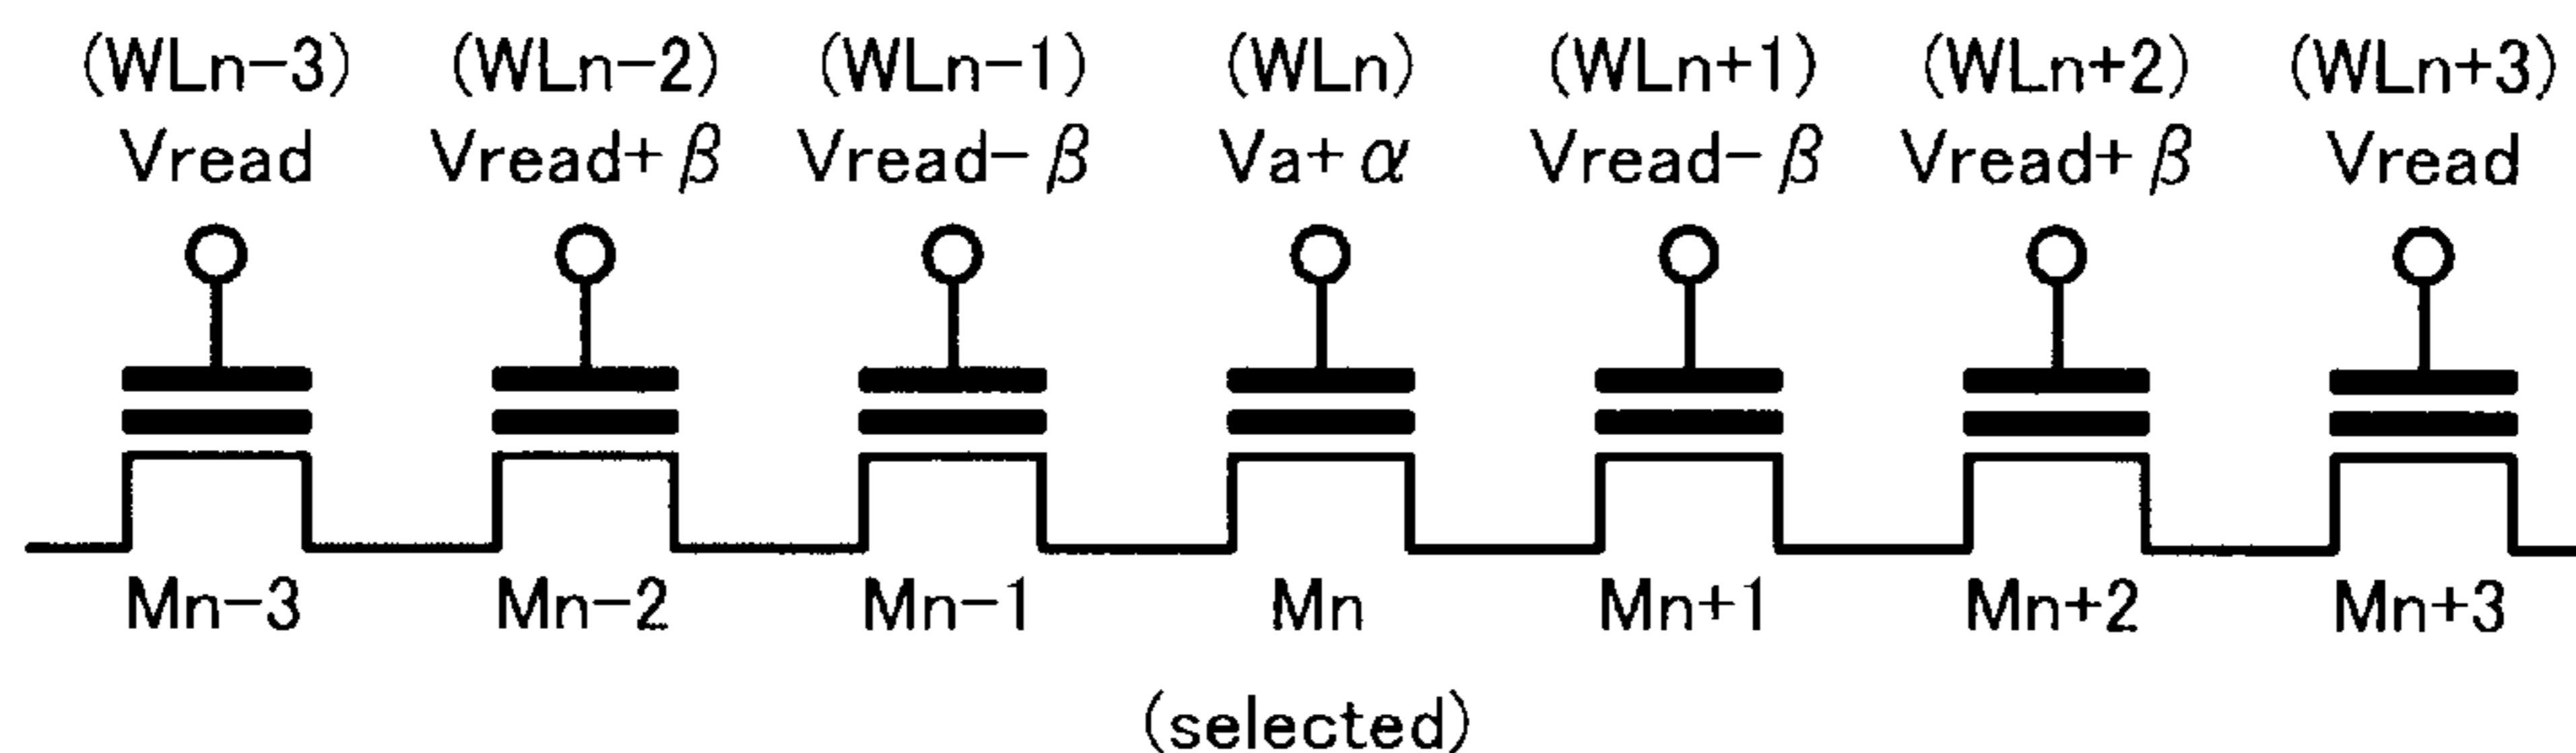 (WLn-3) (WLn-2) (WLn-1) (WLn) (WLn+1) (WLn+2) (WLn+3)
Vread Vread+β Vread-β Va+α Vread-β Vread+β Vread
Mn-3 Mn-2 Mn-1 Mn Mn+1 Mn+2 Mn+3
(selected)